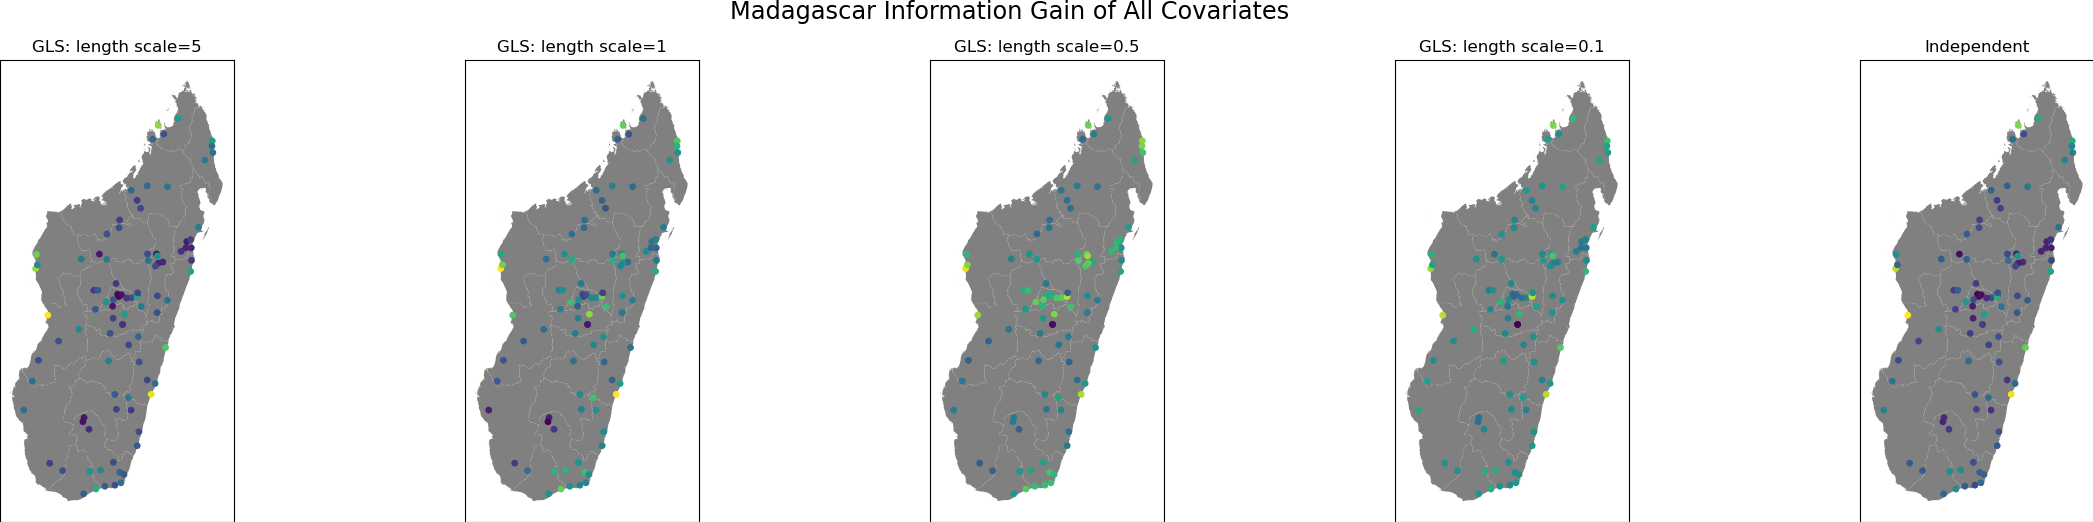 Madagascar Information Gain of All Covariates
GLS: length scale=5
GLS: length scale=1
GLS: length scale=0.5
GLS: length scale=0.1
Independent